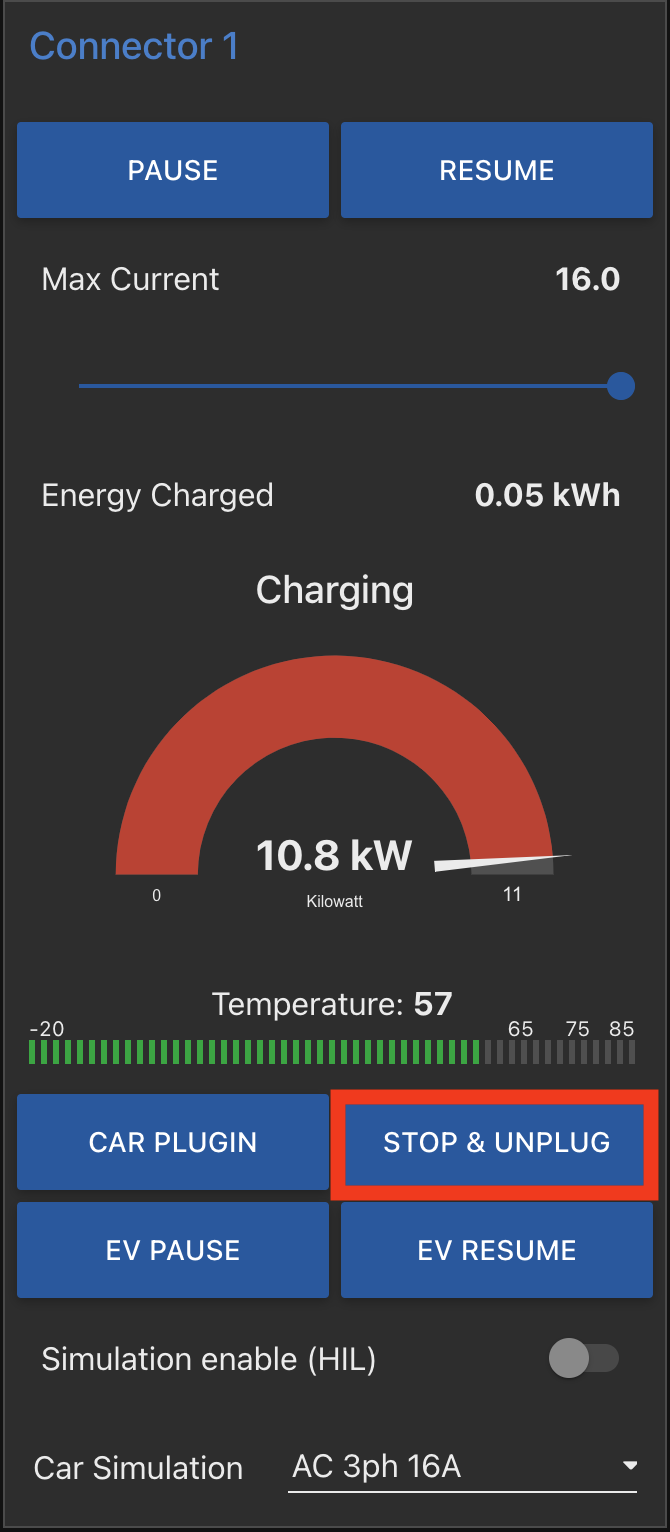 Connector 1
PAUSE RESUME
Max Current 16.0
Energy Charged 0.05 kWh
Charging
10.8 kW
0 Kilowatt 11
Temperature: 57
-20 65 75 85
CAR PLUGIN STOP & UNPLUG
EV PAUSE EV RESUME
Simulation enable (HIL)
Car Simulation AC 3ph 16A